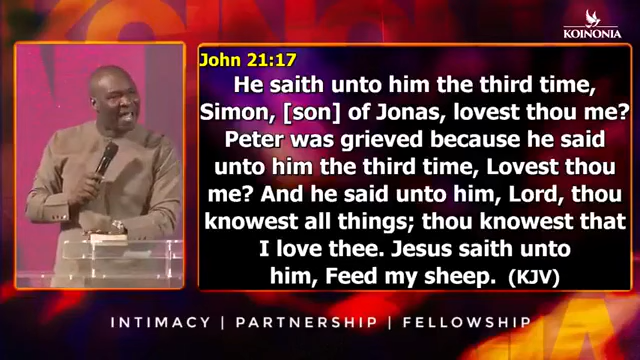 KOINONIA
John 21:17
He saith unto him the third time,
Simon, [son] of Jonas, lovest thou me?
Peter was grieved because he said
unto him the third time, Lovest thou
me? And he said unto him, Lord, thou
knowest all things; thou knowest that
I love thee. Jesus saith unto
him, Feed my sheep. (KJV)
INTIMACY | PARTNERSHIP | FELLOWSHIP